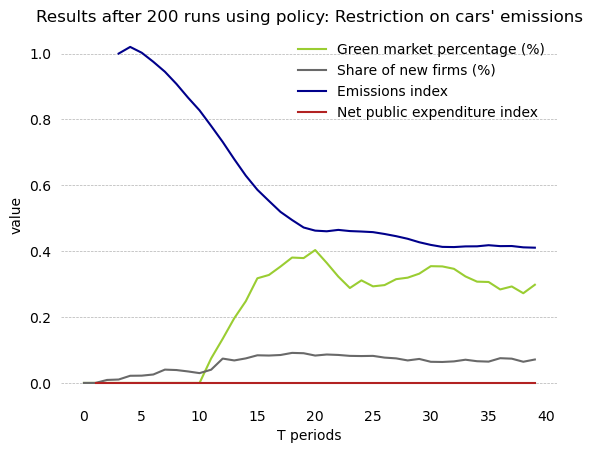 Results after 200 runs using policy: Restriction on cars' emissions
Green market percentage (%)
Share of new firms (%)
Emissions index
Net public expenditure index
value
1.0
0.8
0.6
0.4
0.2
0.0
0 5 10 15 20 25 30 35 40
T periods